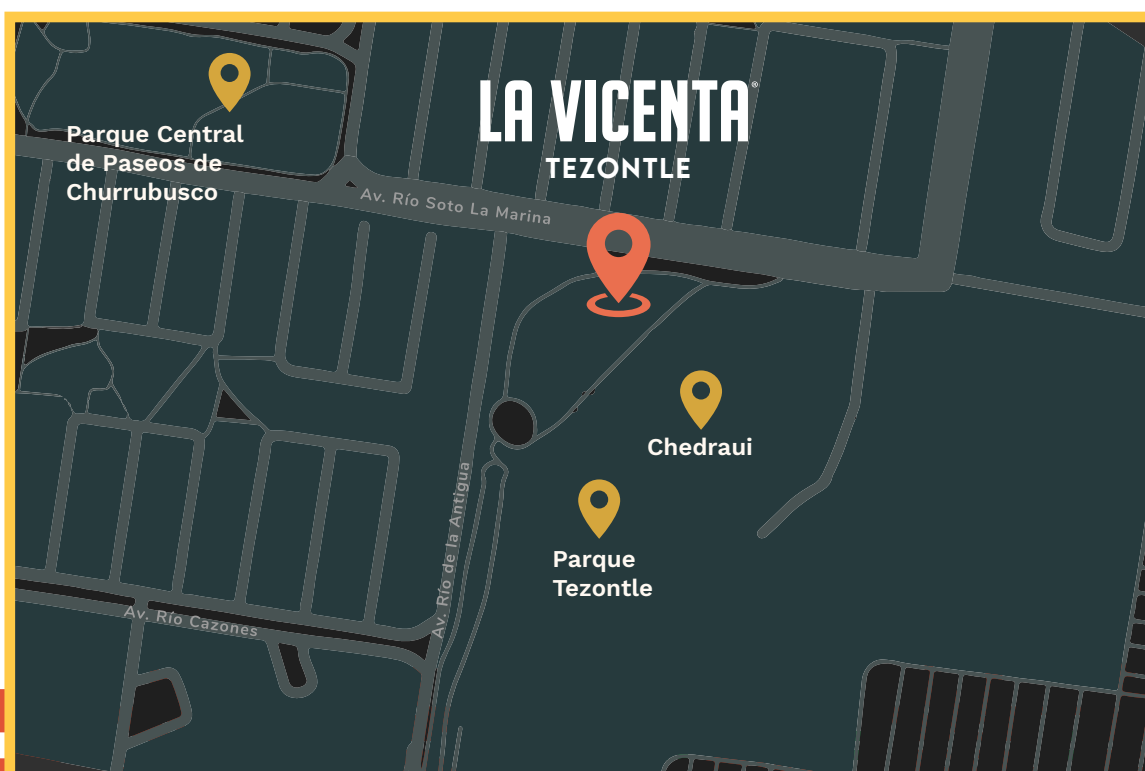 LA VICENTA®
TEZONTLE
Parque Central
de Paseos de
Churrubusco
Av. Río Soto La Marina
Chedraui
Parque
Tezontle
Av. Río de la Antigua
Av. Río Cazones